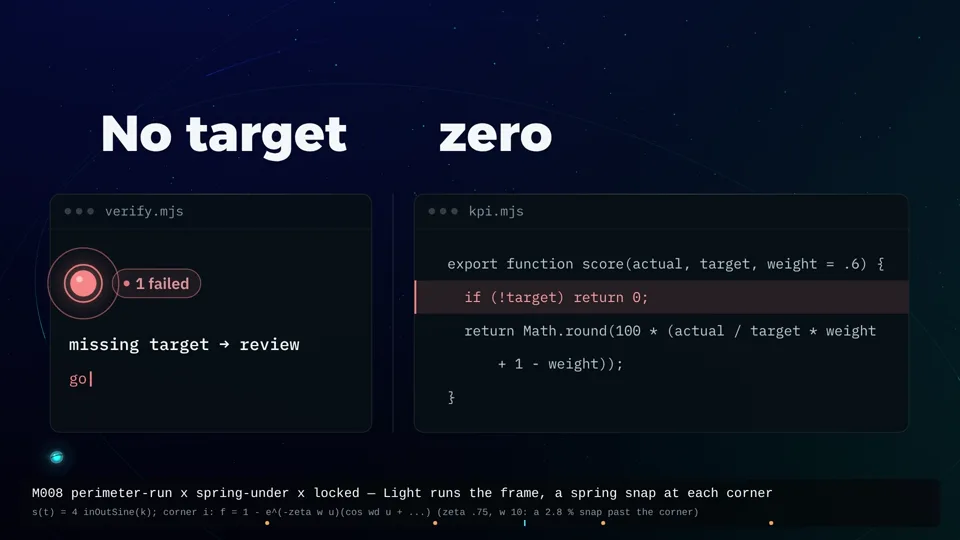 No target zero
verify.mjs
1 failed
missing target → review
go
kpi.mjs
export function score(actual, target, weight = .6) {
if (!target) return 0;
return Math.round(100 * (actual / target * weight
+ 1 - weight));
}
M008 perimeter-run x spring-under x locked — Light runs the frame, a spring snap at each corner
s(t) = 4 inOutSine(k); corner i: f = 1 - e^(-zeta w u)(cos wd u + ...) (zeta .75, w 10: a 2.8 % snap past the corner)